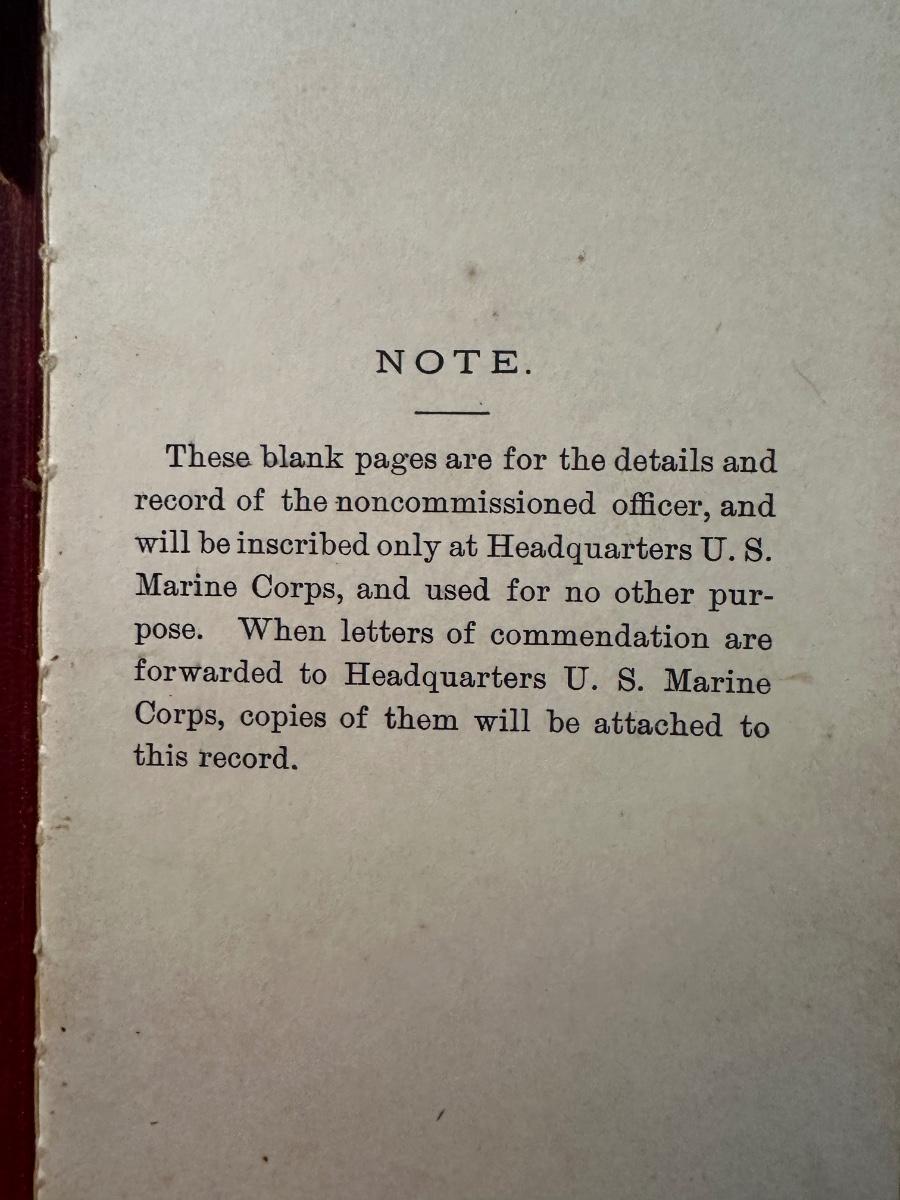 NOTE.
These blank pages are for the details and
record of the noncommissioned officer, and
will be inscribed only at Headquarters U. S.
Marine Corps, and used for no other pur-
pose. When letters of commendation are
forwarded to Headquarters U. S. Marine
Corps, copies of them will be attached to
this record.